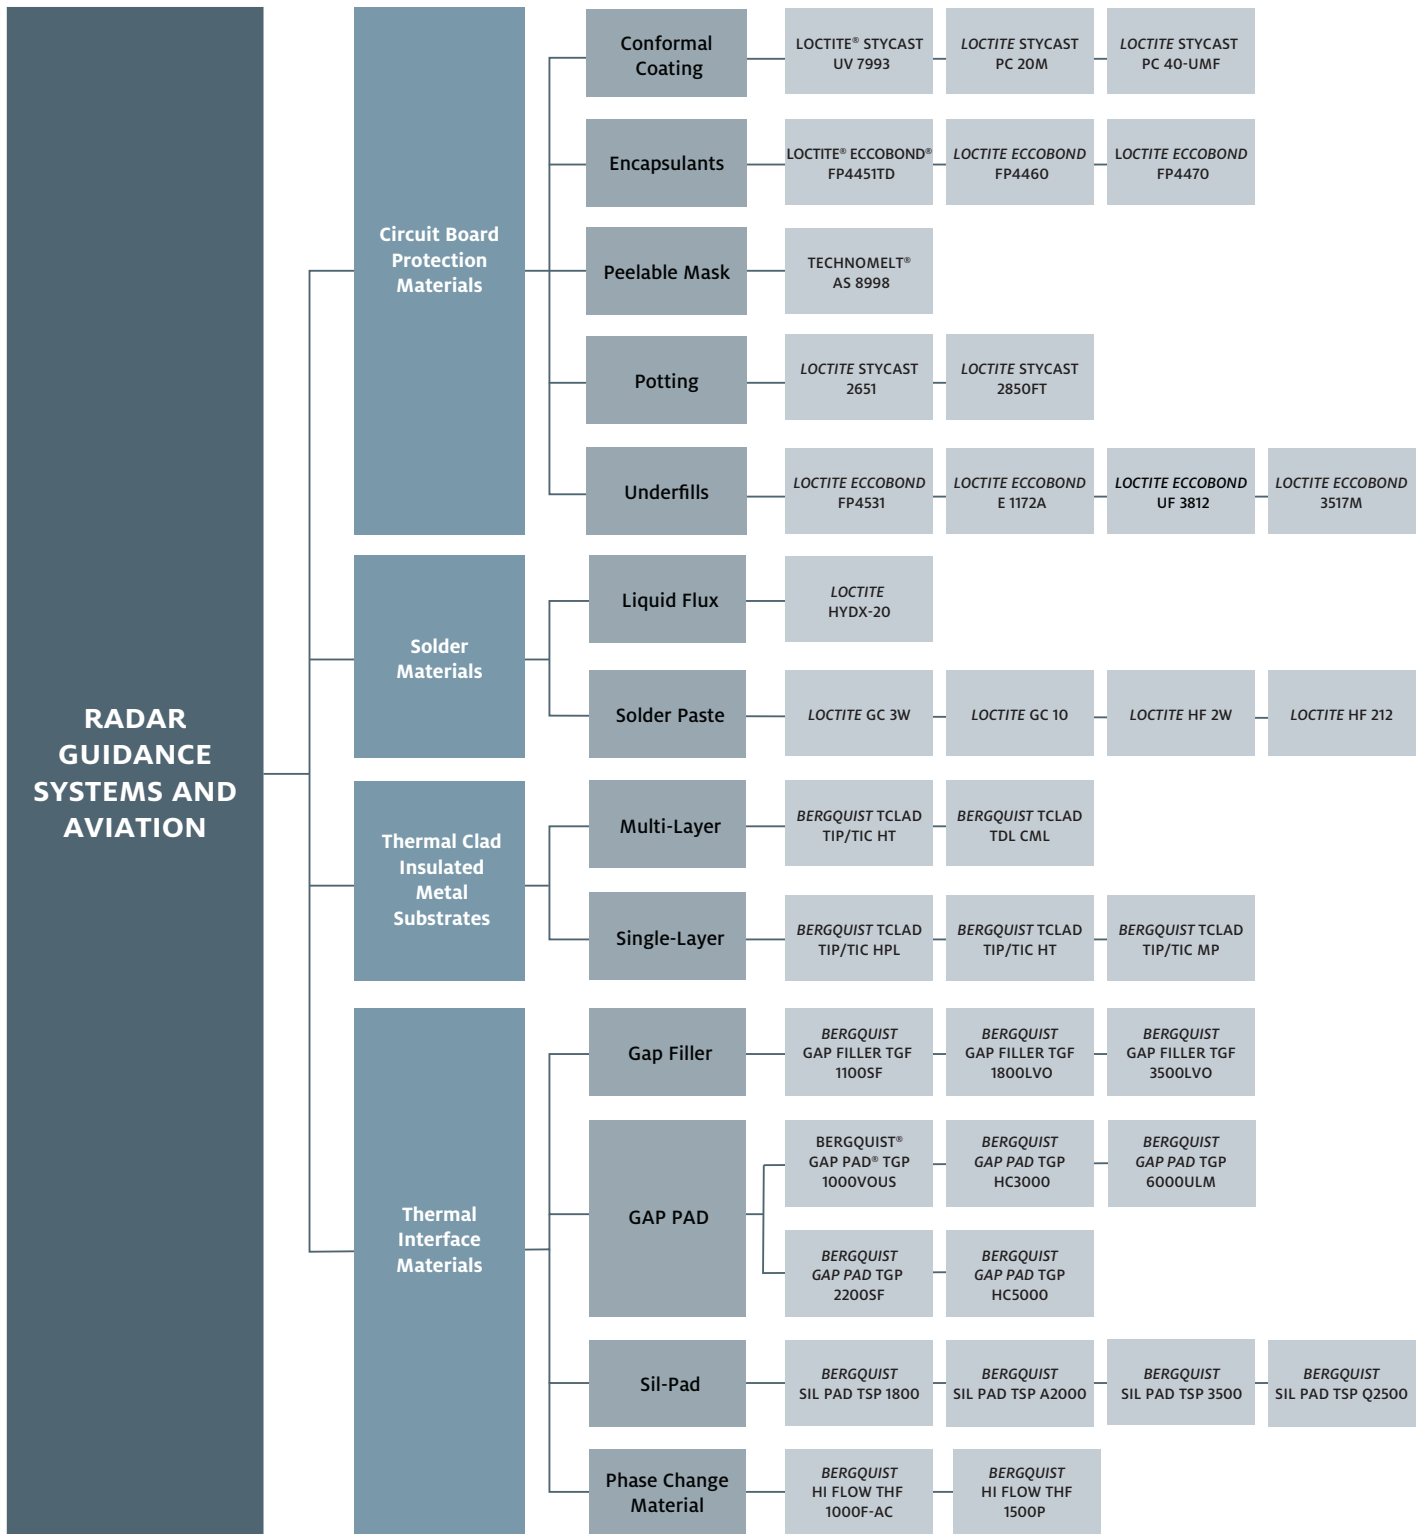 RADAR
GUIDANCE
SYSTEMS AND
AVIATION
Circuit Board
Protection
Materials
Conformal
Coating
LOCTITE® STYCAST
UV 7993
LOCTITE STYCAST
PC 20M
LOCTITE STYCAST
PC 40-UMF
Encapsulants
LOCTITE® ECCOBOND®
FP4451TD
LOCTITE ECCOBOND
FP4460
LOCTITE ECCOBOND
FP4470
Peelable Mask
TECHNOMELT®
AS 8998
Potting
LOCTITE STYCAST
2651
LOCTITE STYCAST
2850FT
Underfills
LOCTITE ECCOBOND
FP4531
LOCTITE ECCOBOND
E 1172A
LOCTITE ECCOBOND
UF 3812
LOCTITE ECCOBOND
3517M
Solder
Materials
Liquid Flux
LOCTITE
HYDX-20
Solder Paste
LOCTITE GC 3W
LOCTITE GC 10
LOCTITE HF 2W
LOCTITE HF 212
Thermal Clad
Insulated
Metal
Substrates
Multi-Layer
BERGQUIST TCLAD
TIP/TIC HT
BERGQUIST TCLAD
TDL CML
Single-Layer
BERGQUIST TCLAD
TIP/TIC HPL
BERGQUIST TCLAD
TIP/TIC HT
BERGQUIST TCLAD
TIP/TIC MP
Thermal
Interface
Materials
Gap Filler
BERGQUIST
GAP FILLER TGF
1100SF
BERGQUIST
GAP FILLER TGF
1800LVO
BERGQUIST
GAP FILLER TGF
3500LVO
GAP PAD
BERGQUIST®
GAP PAD® TGP
1000VOUS
BERGQUIST
GAP PAD TGP
HC3000
BERGQUIST
GAP PAD TGP
6000ULM
BERGQUIST
GAP PAD TGP
2200SF
BERGQUIST
GAP PAD TGP
HC5000
Sil-Pad
BERGQUIST
SIL PAD TSP 1800
BERGQUIST
SIL PAD TSP A2000
BERGQUIST
SIL PAD TSP 3500
BERGQUIST
SIL PAD TSP Q2500
Phase Change
Material
BERGQUIST
HI FLOW THF
1000F-AC
BERGQUIST
HI FLOW THF
1500P